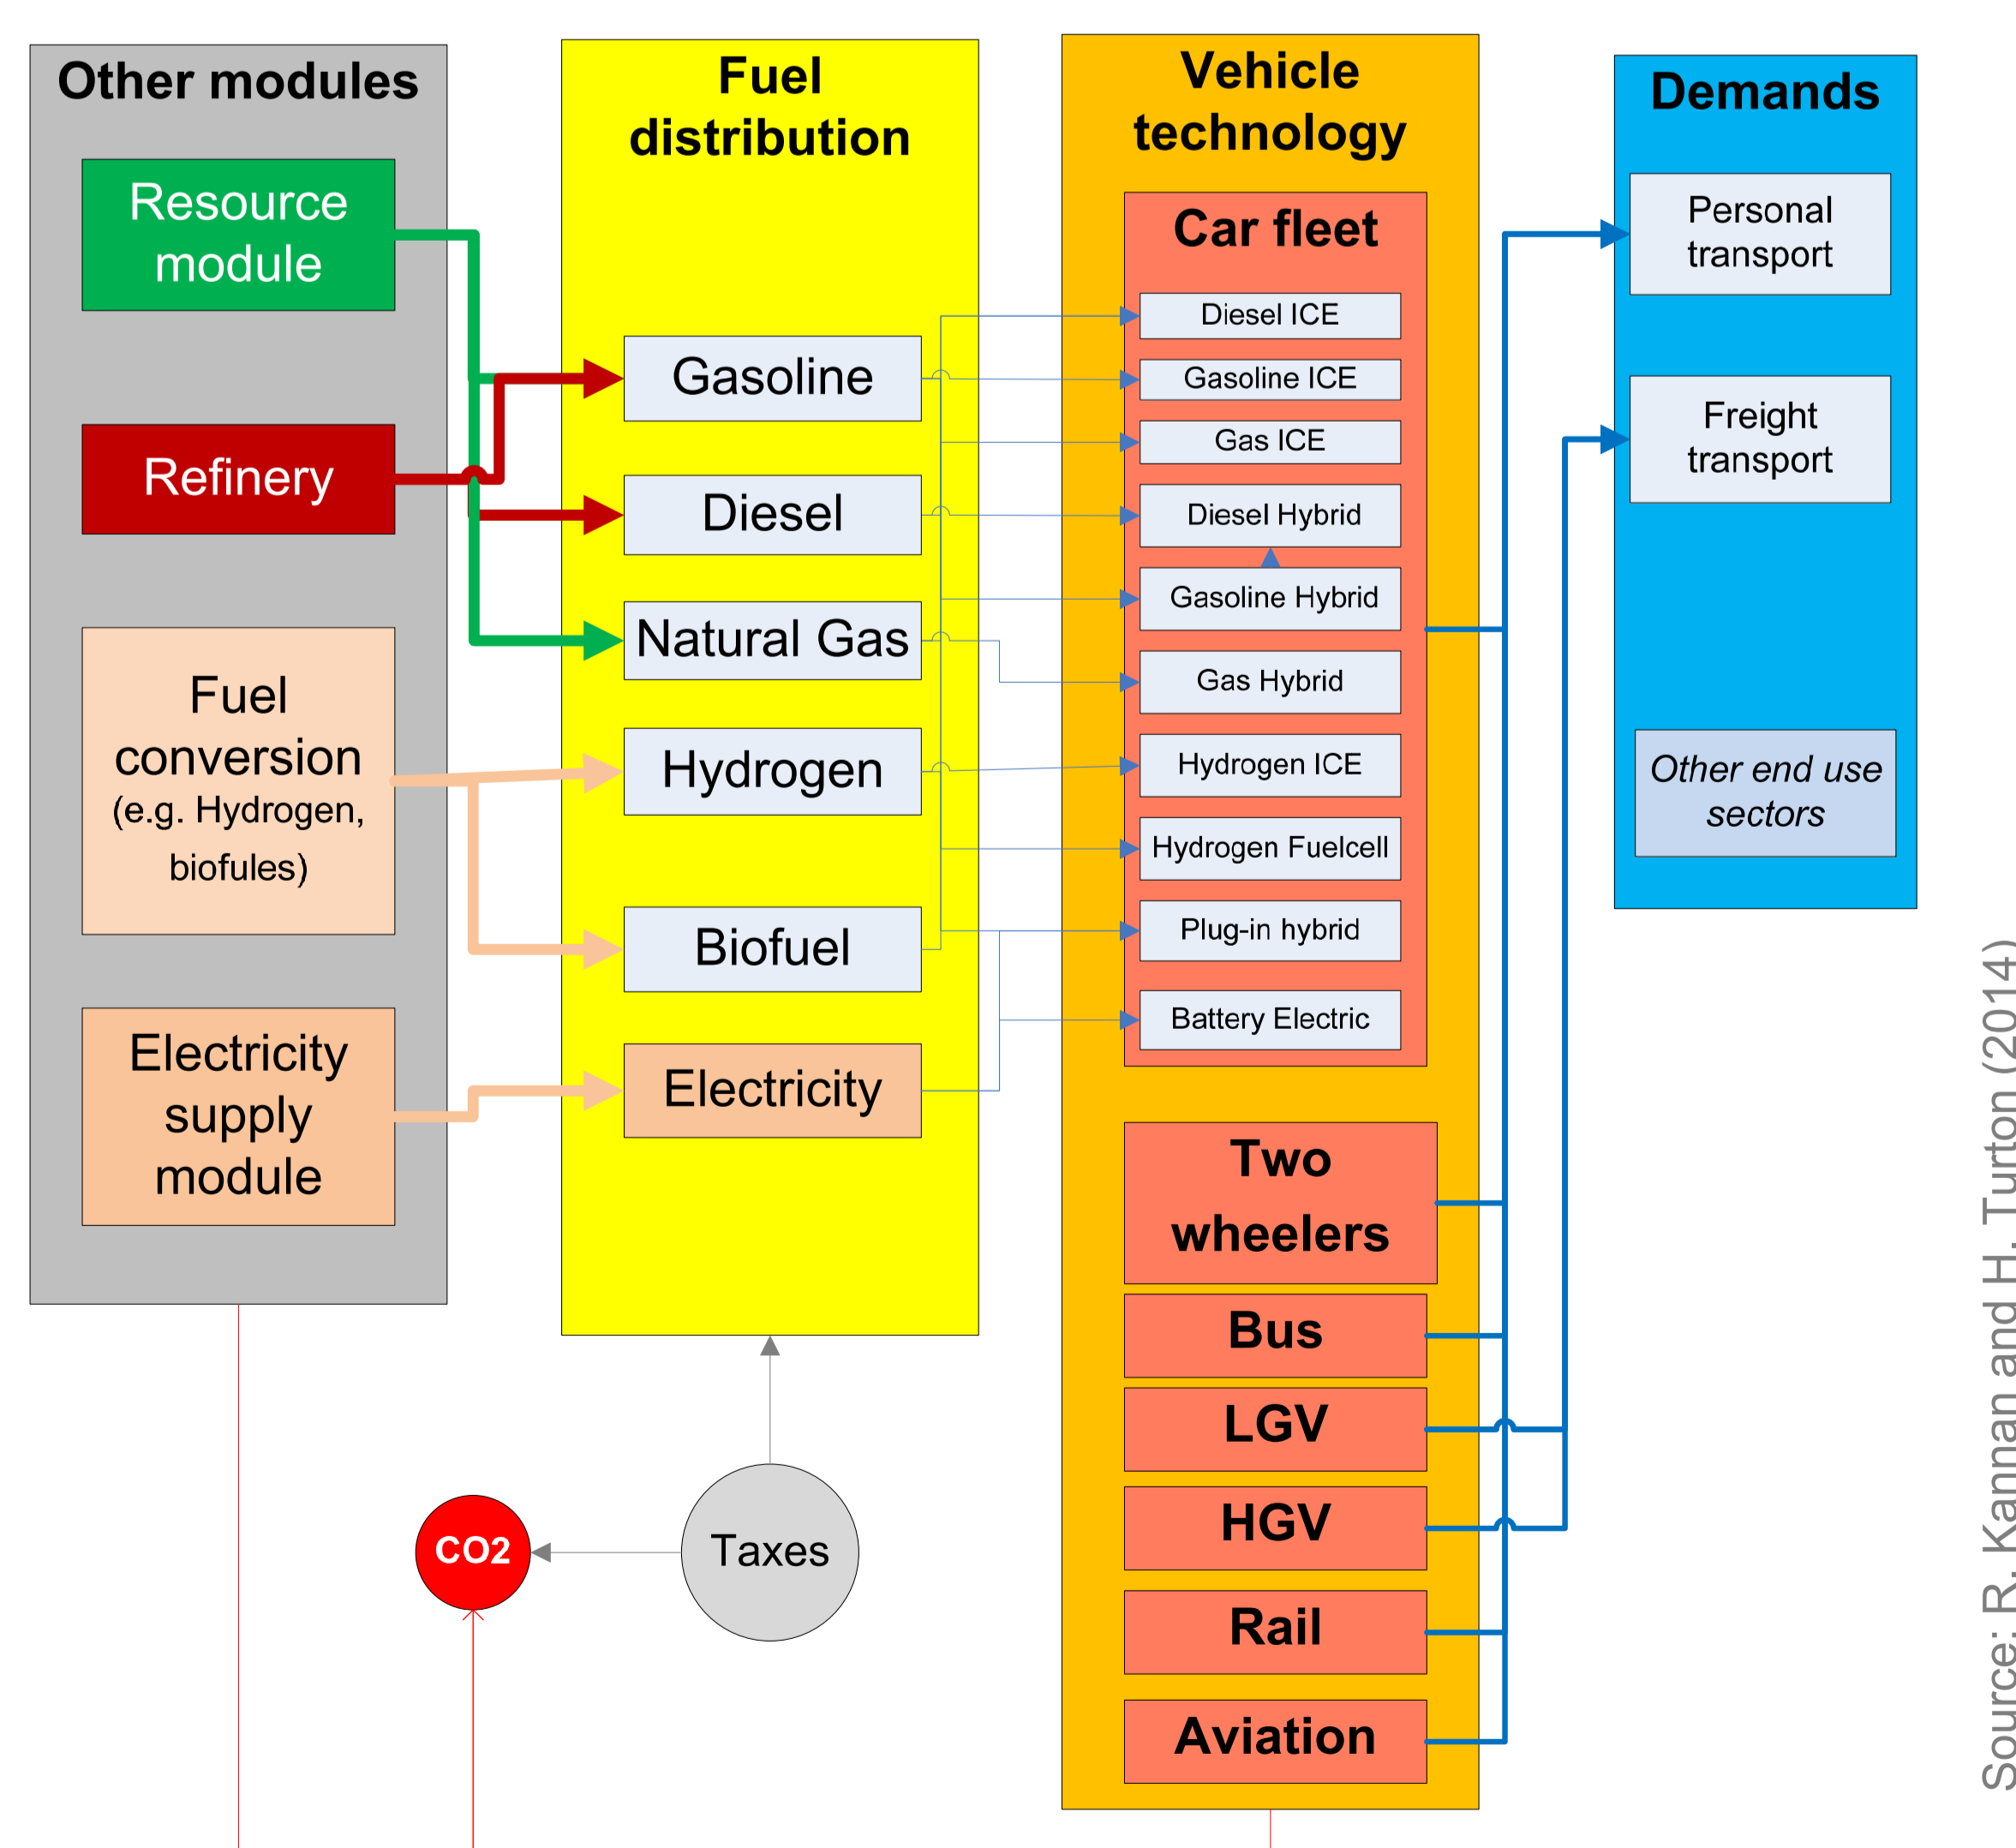 Other modules
Resource
module
Refinery
Fuel
conversion
(e.g. Hydrogen,
biofules)
Electricity
supply
module
Fuel
distribution
Gasoline
Diesel
Natural Gas
Hydrogen
Biofuel
Electricity
Taxes
CO2
Vehicle
technology
Car fleet
Diesel ICE
Gasoline ICE
Gas ICE
Diesel Hybrid
Gasoline Hybrid
Gas Hybrid
Hydrogen ICE
Hydrogen Fuelcell
Plug-in hybrid
Battery Electric
Two
wheelers
Bus
LGV
HGV
Rail
Aviation
Demands
Personal
transport
Freight
transport
Other end use
sectors
Source: R. Kannan and H. Turton (2014)